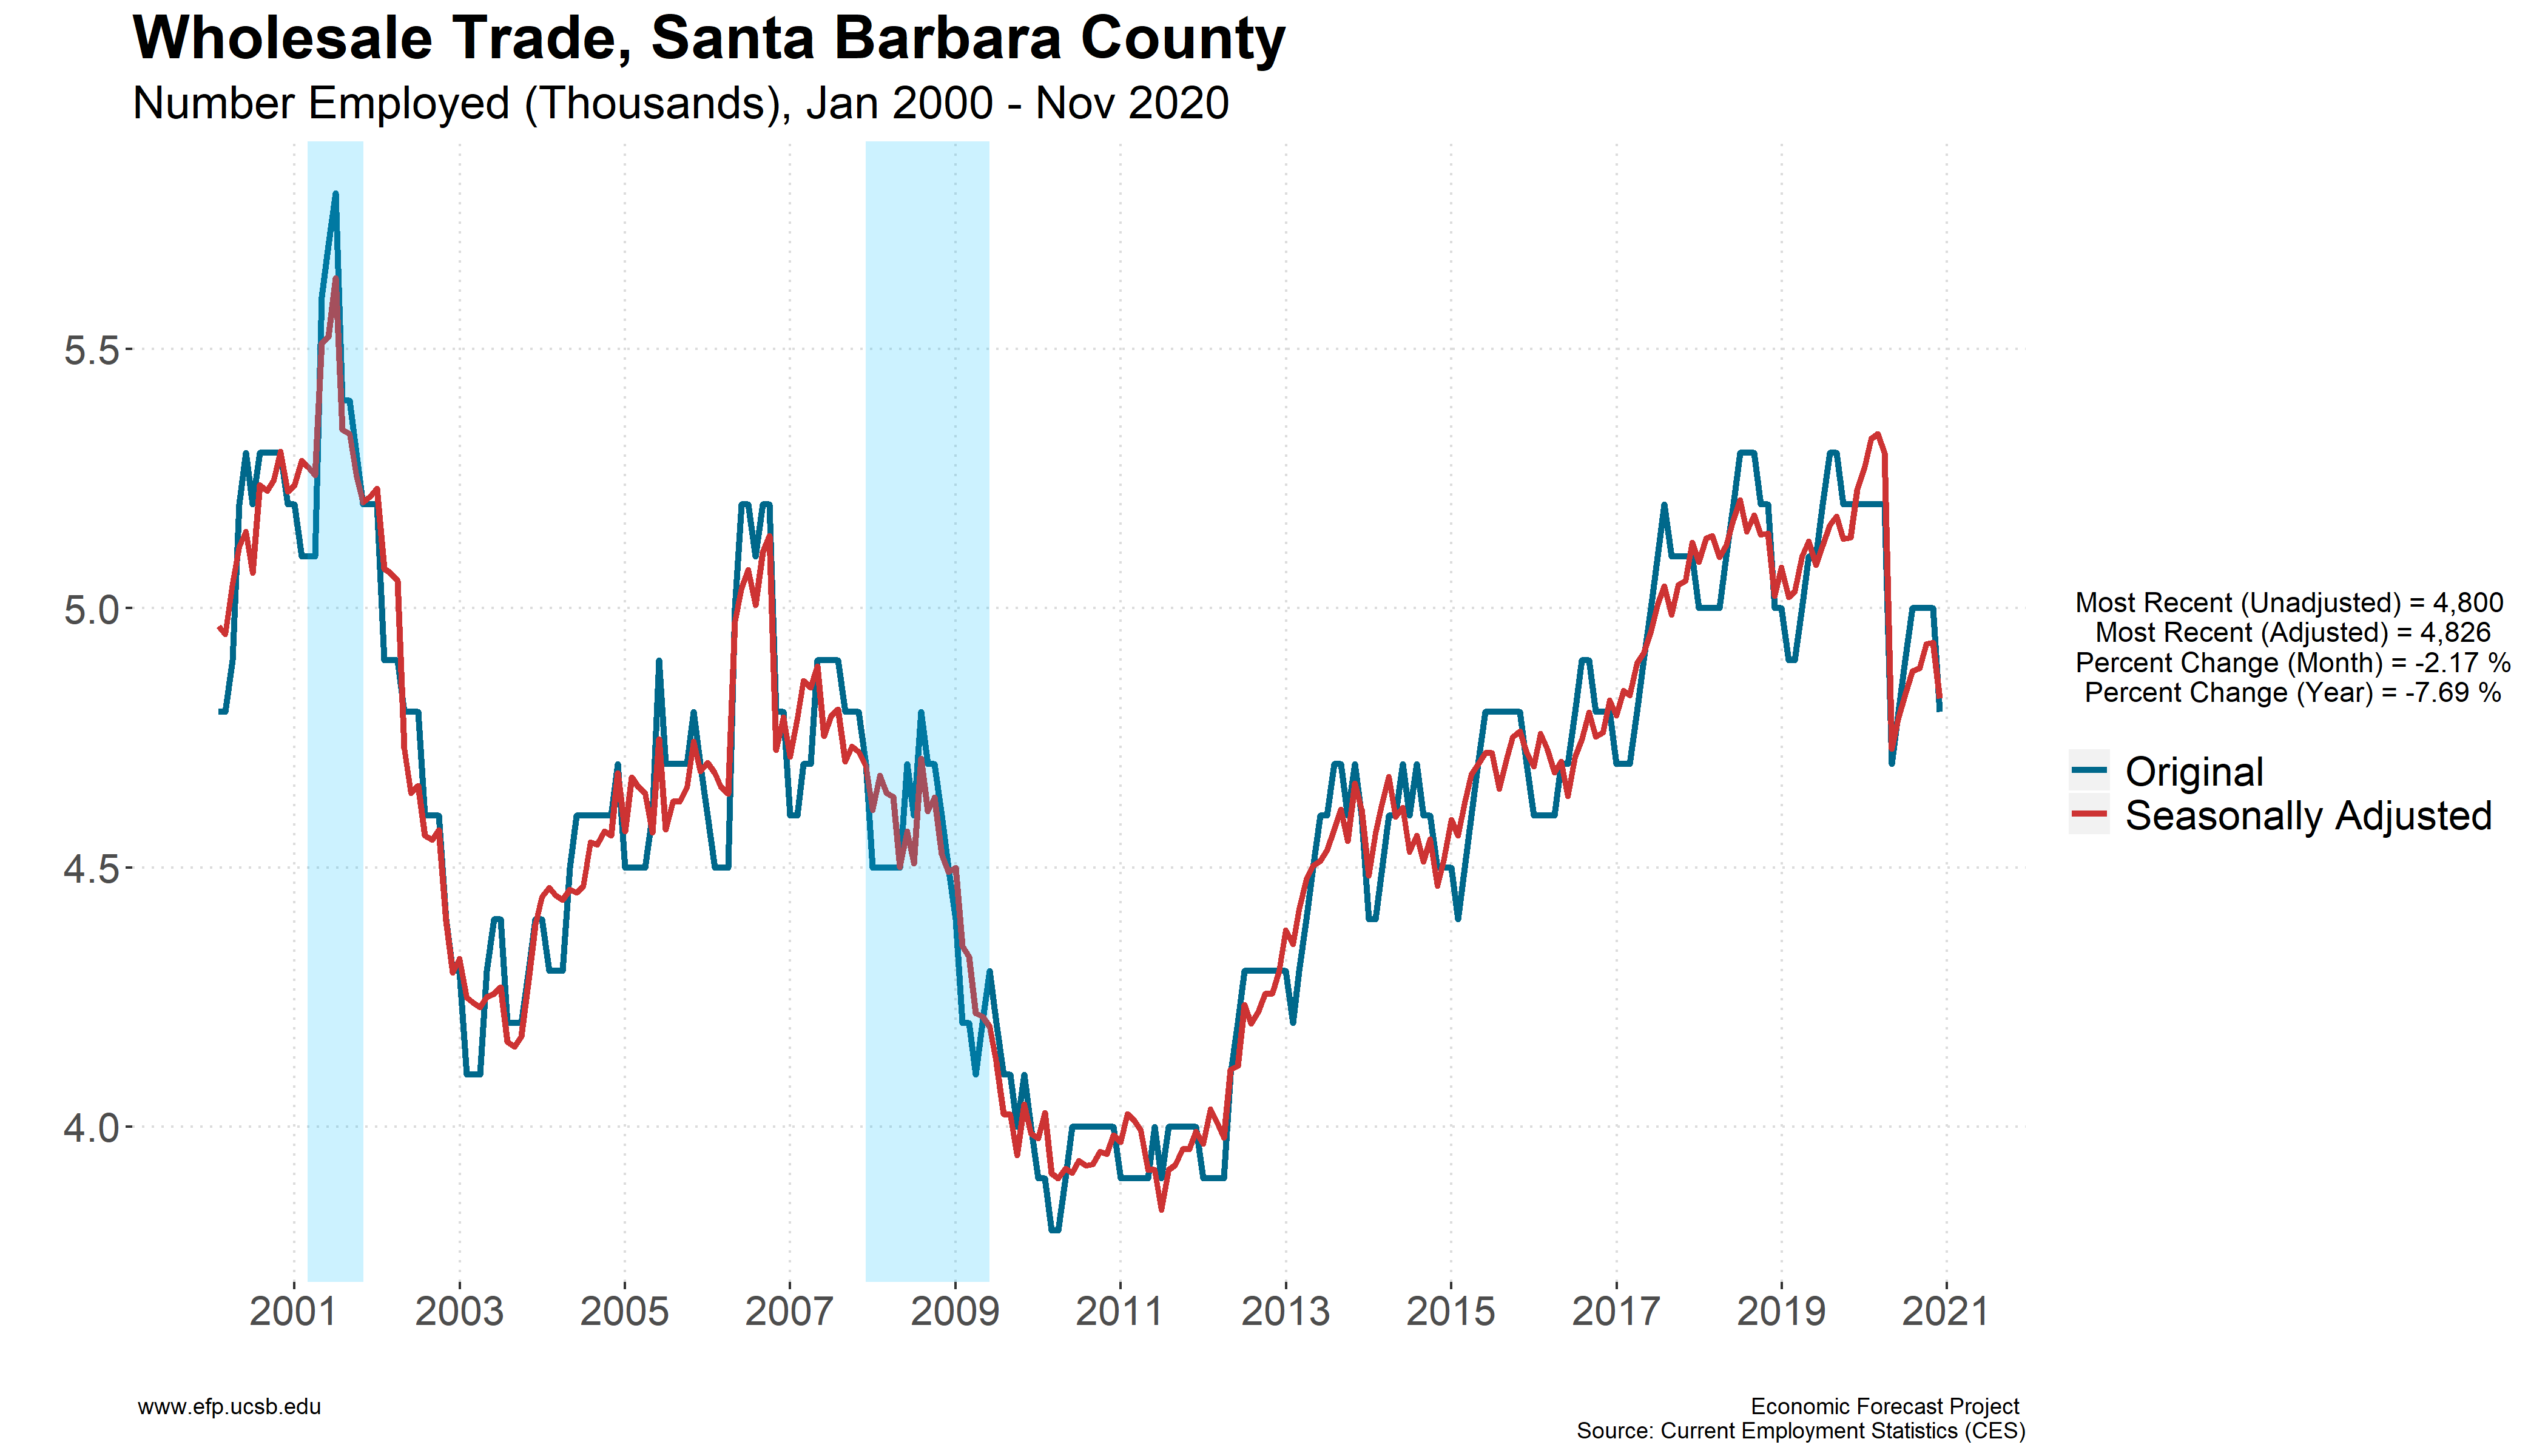 Wholesale Trade, Santa Barbara County
Number Employed (Thousands), Jan 2000 - Nov 2020
5.5
5.0
4.5
4.0
2001 2003 2005 2007 2009 2011 2013 2015 2017 2019 2021
Most Recent (Unadjusted) = 4,800
Most Recent (Adjusted) = 4,826
Percent Change (Month) = -2.17 %
Percent Change (Year) = -7.69 %
Original
Seasonally Adjusted
www.efp.ucsb.edu
Economic Forecast Project
Source: Current Employment Statistics (CES)